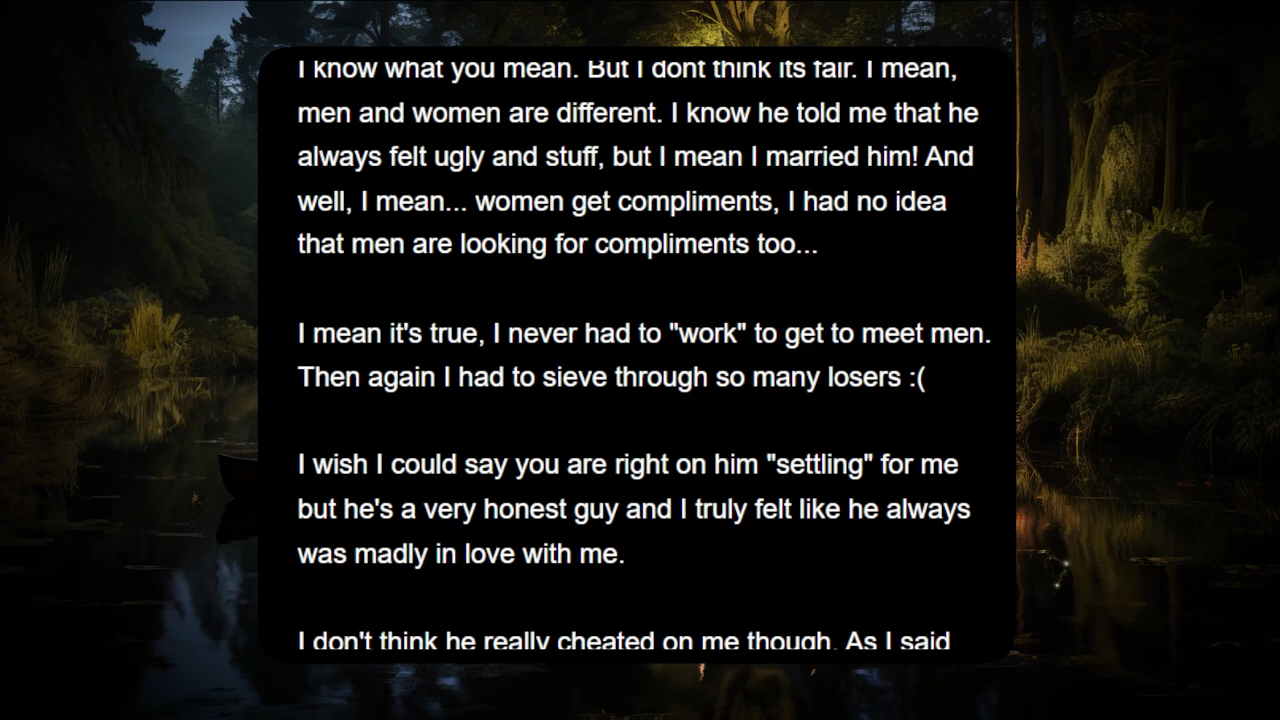 I know what you mean. But I dont think its fair. I mean,
men and women are different. I know he told me that he
always felt ugly and stuff, but I mean I married him! And
well, I mean... women get compliments, I had no idea
that men are looking for compliments too...
I mean it's true, I never had to "work" to get to meet men.
Then again I had to sieve through so many losers :(
I wish I could say you are right on him "settling" for me
but he's a very honest guy and I truly felt like he always
was madly in love with me.
I don't think he really cheated on me though. As I said